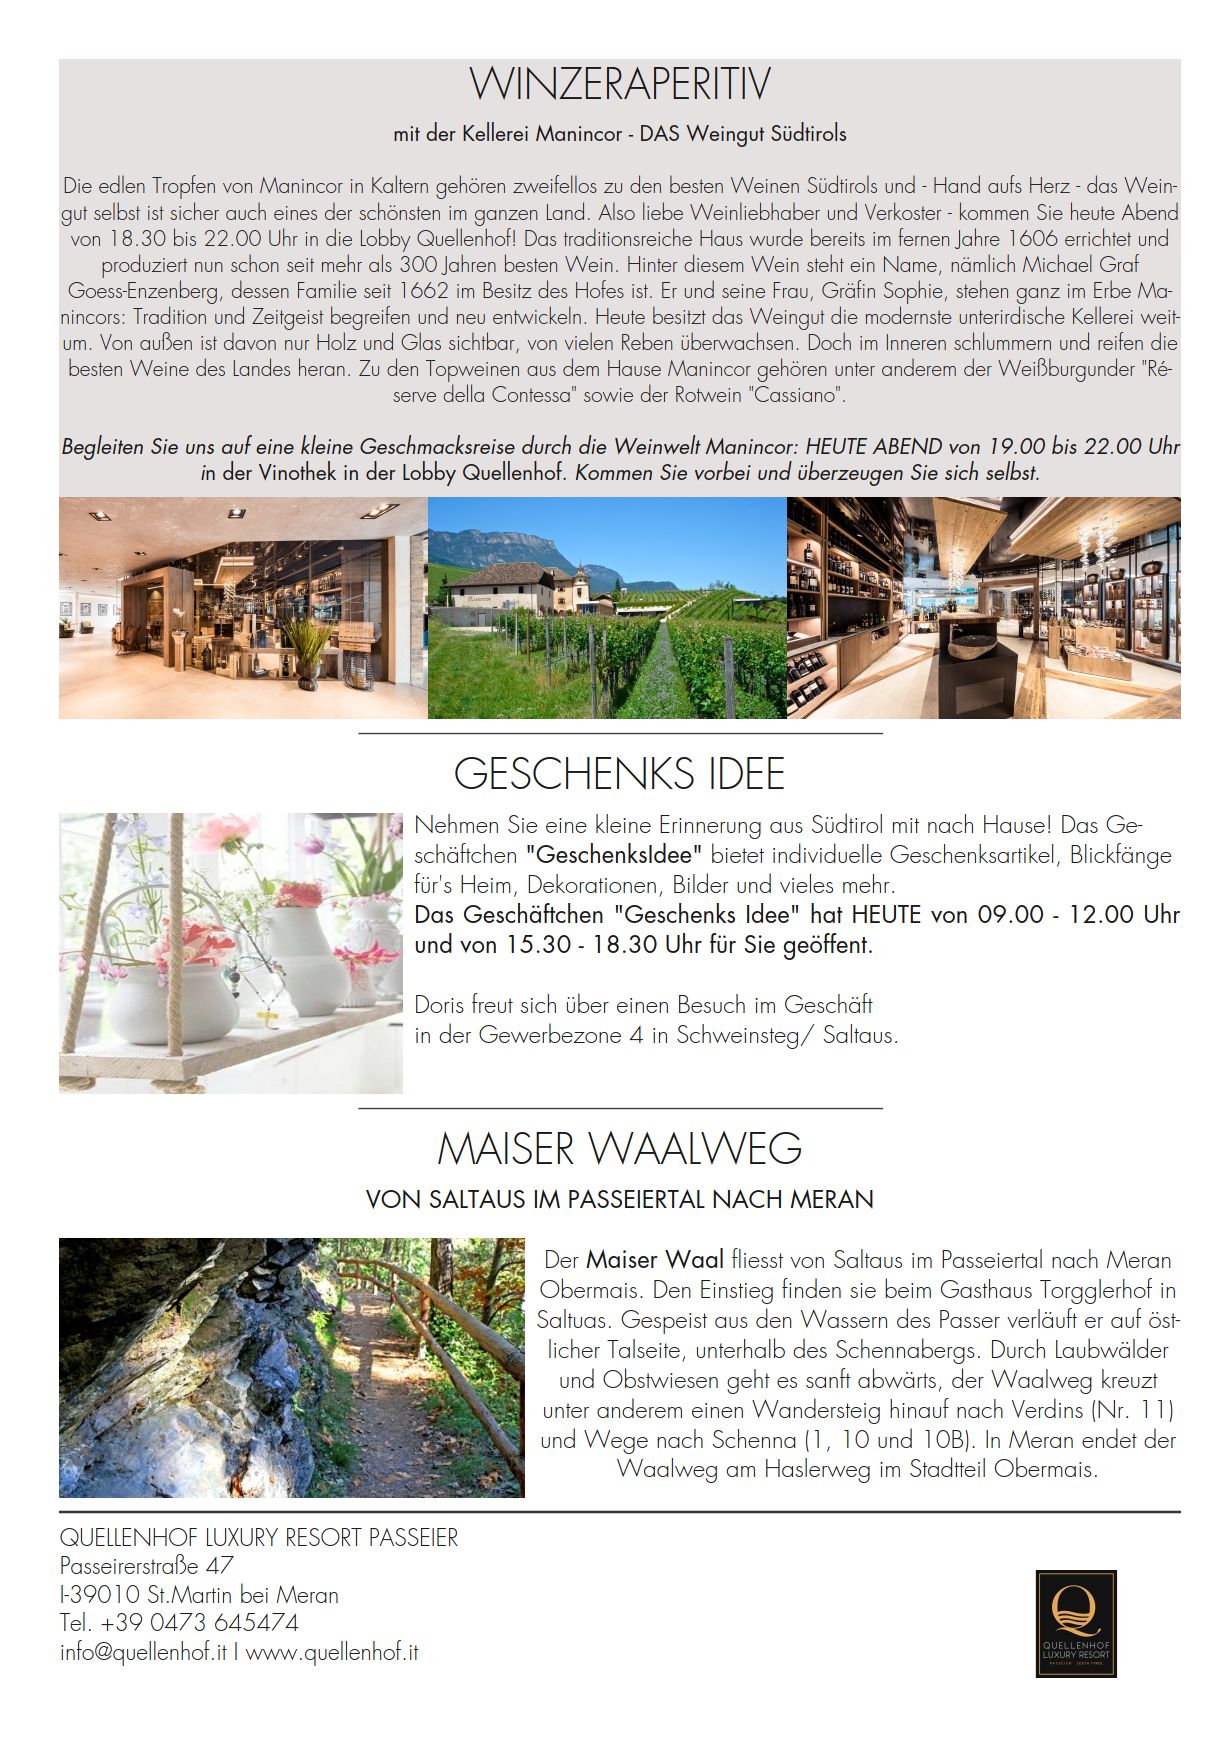 WINZERAPERITIV
mit der Kellerei Manincor - DAS Weingut Südtirols
Die edlen Tropfen von Manincor in Kaltern gehören zweifellos zu den besten Weinen Südtirols und - Hand aufs Herz - das Wein-
gut selbst ist sicher auch eines der schönsten im ganzen Land. Also liebe Weinliebhaber und Verkoster - kommen Sie heute Abend
von 18.30 bis 22.00 Uhr in die Lobby Quellenhof! Das traditionsreiche Haus wurde bereits im fernen Jahre 1606 errichtet und
produziert nun schon seit mehr als 300 Jahren besten Wein. Hinter diesem Wein steht ein Name, nämlich Michael Graf
Goess-Enzenberg, dessen Familie seit 1662 im Besitz des Hofes ist. Er und seine Frau, Gräfin Sophie, stehen ganz im Erbe Ma-
nincors: Tradition und Zeitgeist begreifen und neu entwickeln. Heute besitzt das Weingut die modernste unterirdische Kellerei weit-
um. Von außen ist davon nur Holz und Glas sichtbar, von vielen Reben überwachsen. Doch im Inneren schlummern und reifen die
besten Weine des Landes heran. Zu den Topweinen aus dem Hause Manincor gehören unter anderem der Weißburgunder "Ré-
serve della Contessa" sowie der Rotwein "Cassiano".
Begleiten Sie uns auf eine kleine Geschmacksreise durch die Weinwelt Manincor: HEUTE ABEND von 19.00 bis 22.00 Uhr
in der Vinothek in der Lobby Quellenhof. Kommen Sie vorbei und überzeugen Sie sich selbst.
MANINCOR
GESCHENKS IDEE
Nehmen Sie eine kleine Erinnerung aus Südtirol mit nach Hause! Das Ge-
schäftchen "GeschenksIdee" bietet individuelle Geschenksartikel, Blickfänge
für's Heim, Dekorationen, Bilder und vieles mehr.
Das Geschäftchen "Geschenks Idee" hat HEUTE von 09.00 - 12.00 Uhr
und von 15.30 - 18.30 Uhr für Sie geöffent.
Doris freut sich über einen Besuch im Geschäft
in der Gewerbezone 4 in Schweinsteg/ Saltaus.
MAISER WAALWEG
VON SALTAUS IM PASSEIERTAL NACH MERAN
Der Maiser Waal fliesst von Saltaus im Passeiertal nach Meran
Obermais. Den Einstieg finden sie beim Gasthaus Torgglerhof in
Saltuas. Gespeist aus den Wassern des Passer verläuft er auf öst-
licher Talseite, unterhalb des Schennabergs. Durch Laubwälder
und Obstwiesen geht es sanft abwärts, der Waalweg kreuzt
unter anderem einen Wandersteig hinauf nach Verdins (Nr. 11)
und Wege nach Schenna (1, 10 und 10B). In Meran endet der
Waalweg am Haslerweg im Stadtteil Obermais.
QUELLENHOF LUXURY RESORT PASSEIER
Passeirerstraße 47
I-39010 St.Martin bei Meran
Tel. +39 0473 645474
info@quellenhof.it I www.quellenhof.it
QUELLENHOF
LUXURY RESORT
PASSEIER · SOUTH TYROL